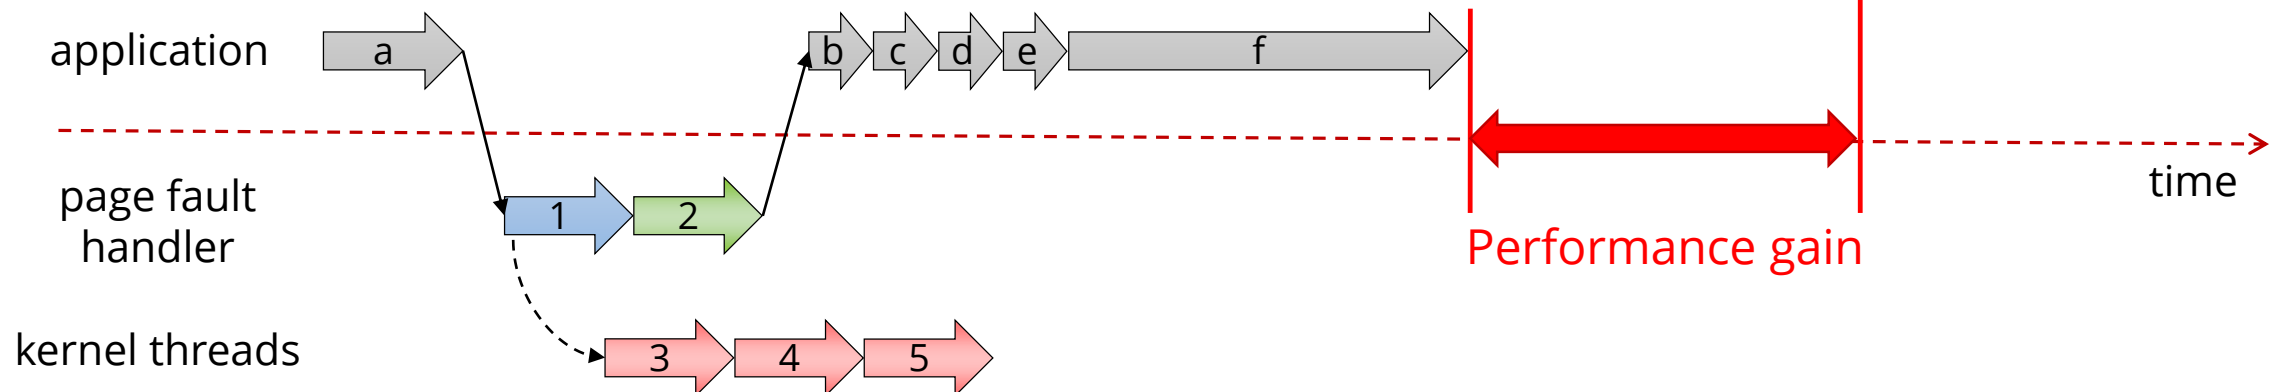 application
a
b
c
d
e
f
time
page fault
handler
1
2
Performance gain
kernel threads
3
4
5